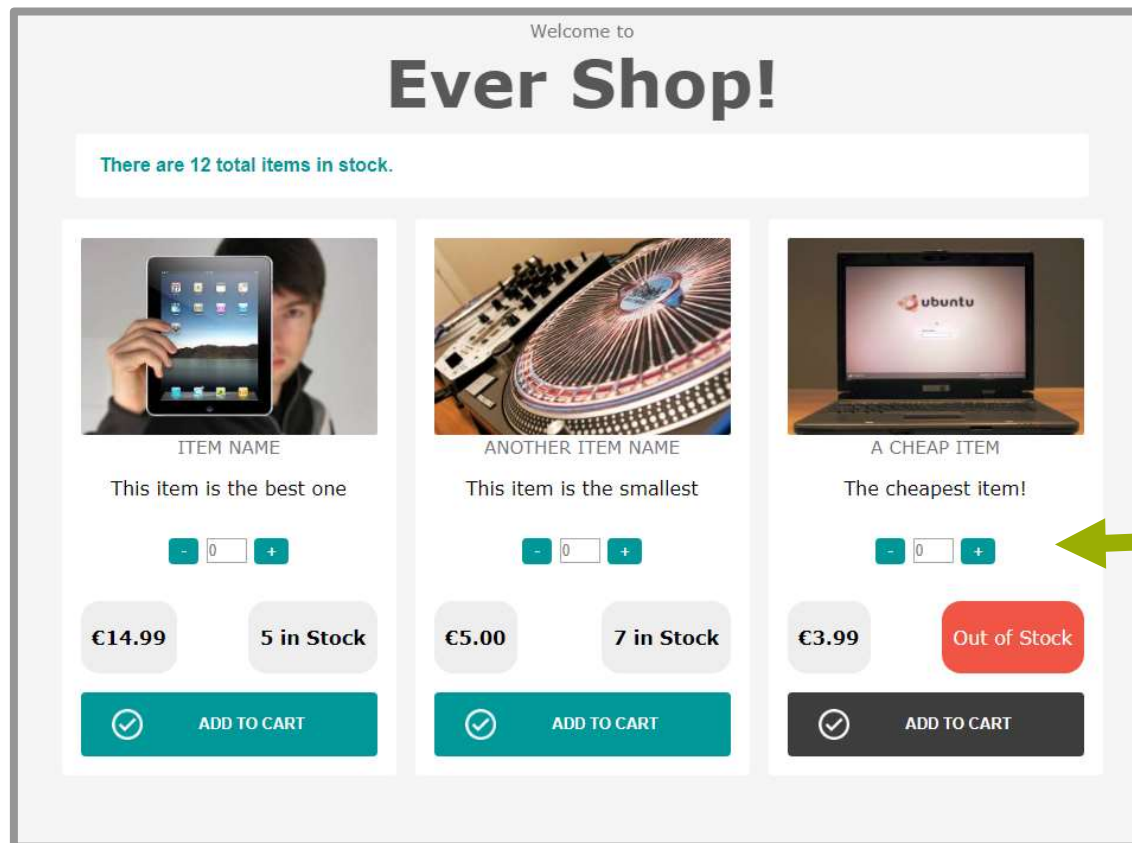 Welcome to
Ever Shop!
There are 12 total items in stock.
ubuntu
ITEM NAME
This item is the best one
- 0 +
€14.99
5 in Stock
ADD TO CART
ANOTHER ITEM NAME
This item is the smallest
- 0 +
€5.00
7 in Stock
ADD TO CART
A CHEAP ITEM
The cheapest item!
- 0 +
€3.99
Out of Stock
ADD TO CART